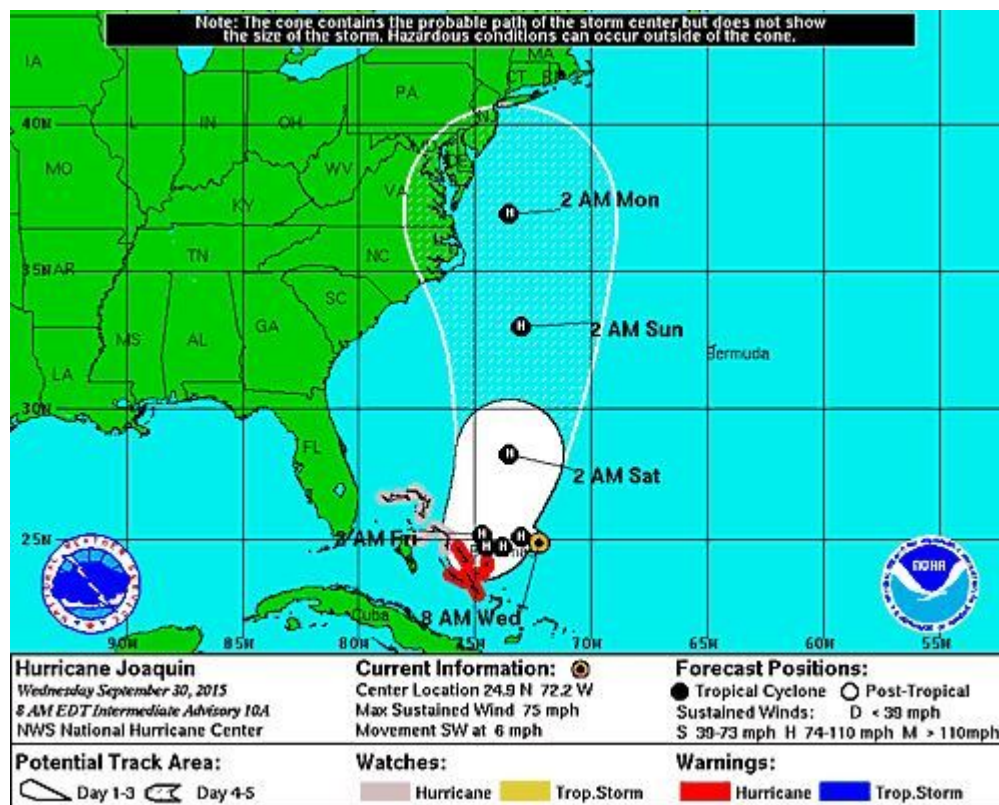 Note: The cone contains the probable path of the storm center but does not show
the size of the storm. Hazardous conditions can occur outside of the cone.
IA
MA
CT RI
PA
NJ
40N
IL IN OH
MD
DE
MO
WV
VA
KY
2 AM Mon
TN
NC
35N
AR
SC
MS AL GA
2 AM Sun
Bermuda
LA
30N
FL
2 AM Sat
25N
2 AM Fri
8 AM Wed
Cuba
90W 85W 80W 75W 70W 65W 60W 55W
NATIONAL WEATHER SERVICE
NOAA
Hurricane Joaquin
Wednesday September 30, 2015
8 AM EDT Intermediate Advisory 10A
NWS National Hurricane Center
Current Information:
Center Location 24.9 N 72.2 W
Max Sustained Wind 75 mph
Movement SW at 6 mph
Forecast Positions:
Tropical Cyclone Post-Tropical
Sustained Winds: D < 39 mph
S 39-73 mph H 74-110 mph M > 110mph
Potential Track Area:
Day 1-3 Day 4-5
Watches:
Hurricane Trop.Storm
Warnings:
Hurricane Trop.Storm